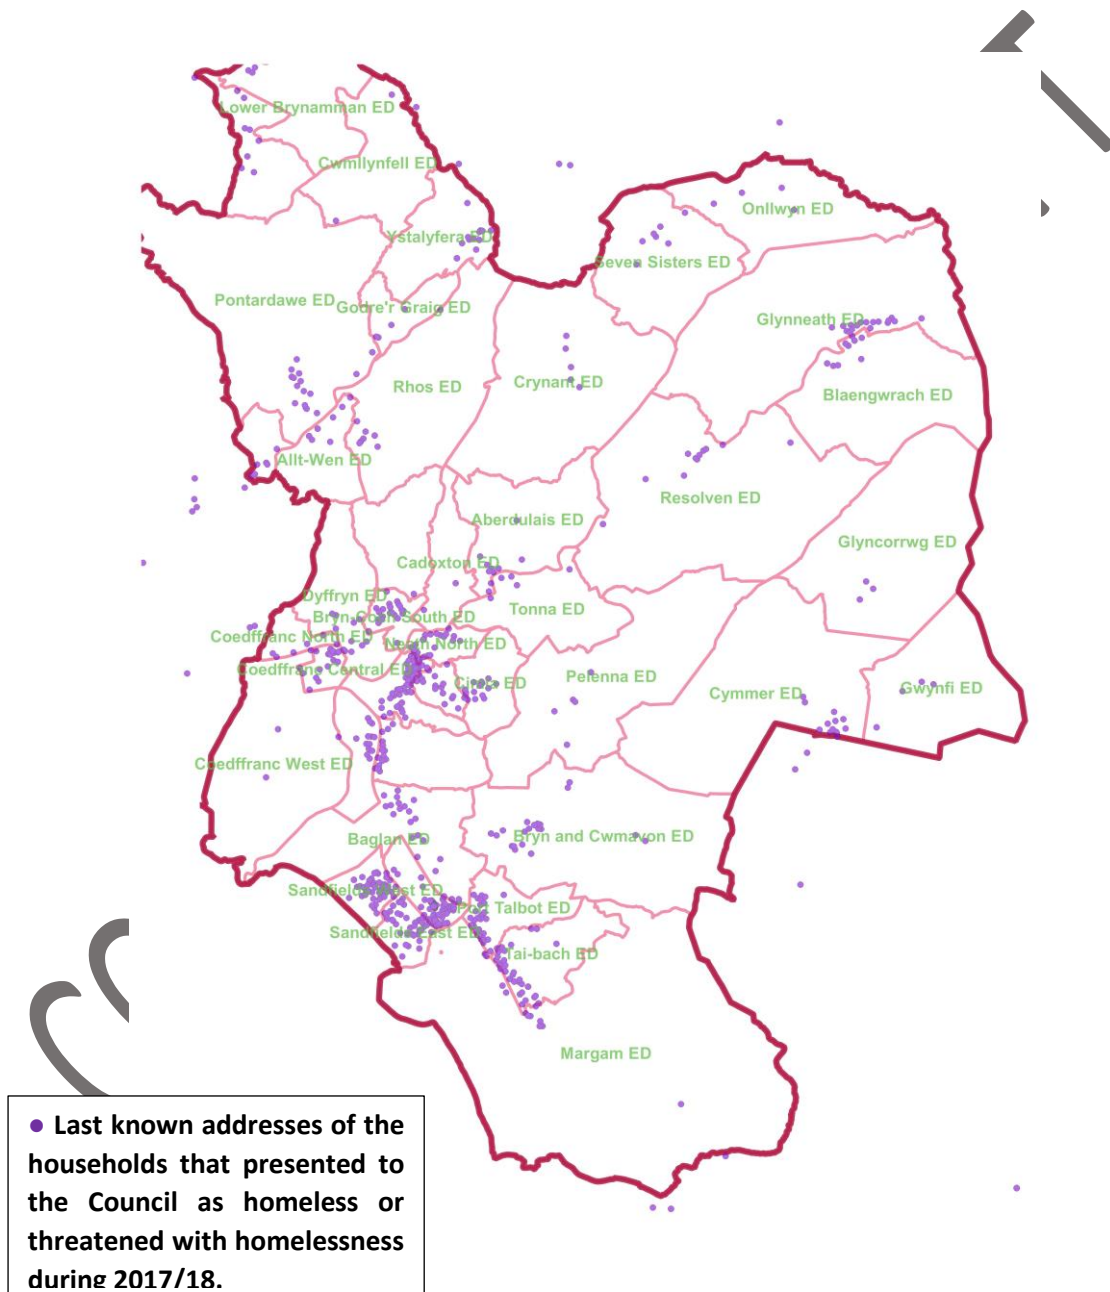 Lower Brynamman ED
Cwmllynfell ED
Onllwyn ED
Ystalyfera ED
Seven Sisters ED
Pontardawe ED
Godre'r Graig ED
Glynneath ED
Rhos ED
Crynant ED
Blaengwrach ED
Allt-Wen ED
Resolven ED
Aberdulais ED
Glyncorrwg ED
Cadoxton ED
Dyffryn ED
Tonna ED
Bryn-Coch South ED
Coedffranc North ED
Neath North ED
Coedffranc Central ED
Cimla ED
Pelenna ED
Cymmer ED
Gwynfi ED
Coedffranc West ED
Baglan ED
Bryn and Cwmavon ED
Sandfields West ED
Port Talbot ED
Sandfields East ED
Tai-bach ED
Margam ED
● Last known addresses of the
households that presented to
the Council as homeless or
threatened with homelessness
during 2017/18.